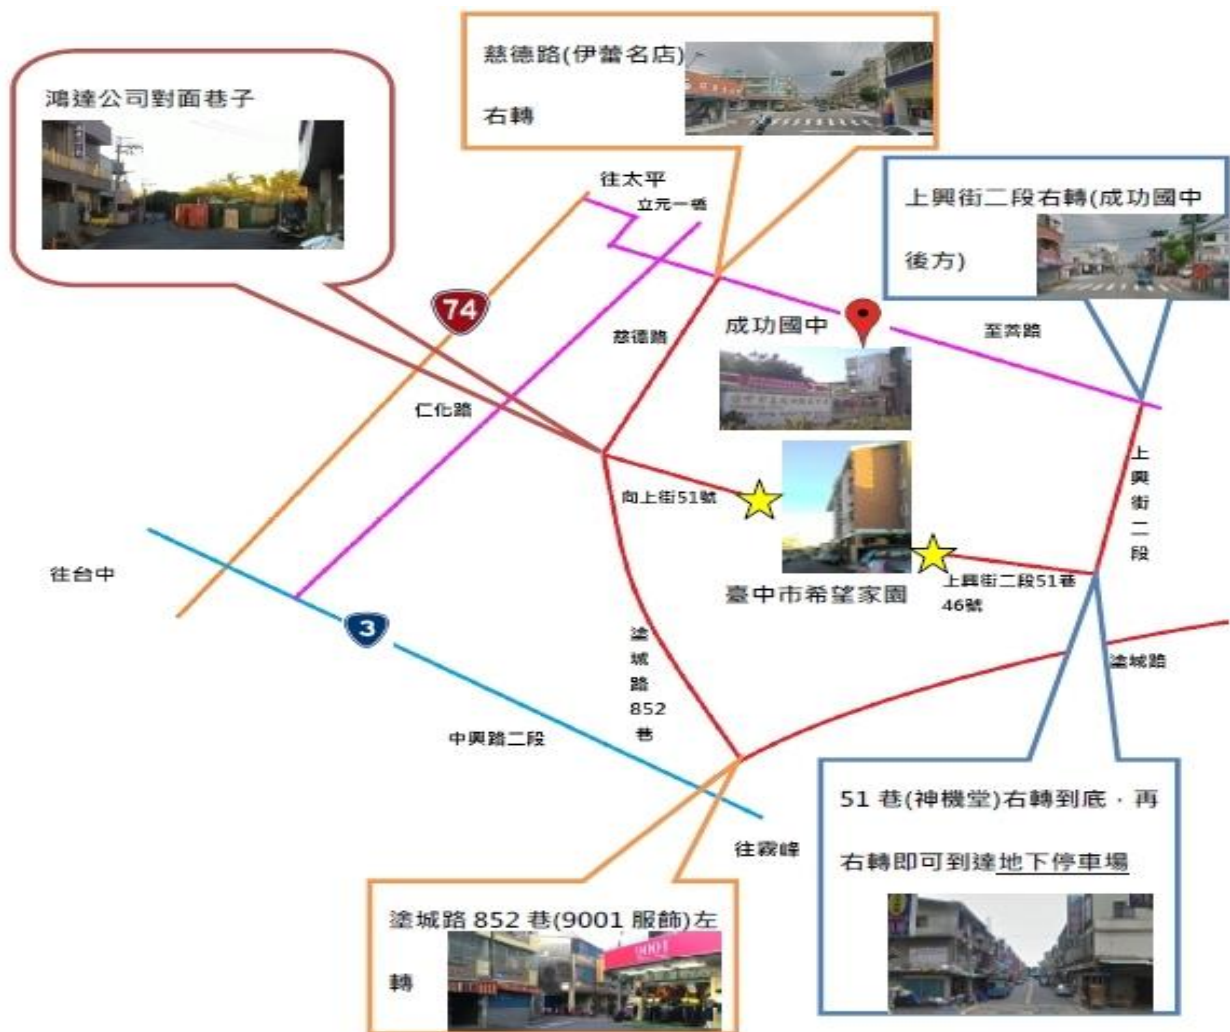 慈德路(伊蕾名店)
右轉
鴻達公司對面巷子
往太平
立元一橋
上興街二段右轉(成功國中
後方)
74
慈德路
成功國中
至善路
仁化路
上興街二段
向上街51號
往台中
臺中市希望家園
上興街二段51巷
46號
3
塗城路852巷
塗城路
中興路二段
往霧峰
51 巷(神機堂)右轉到底，再
右轉即可到達地下停車場
塗城路 852 巷(9001 服飾)左
轉
9001